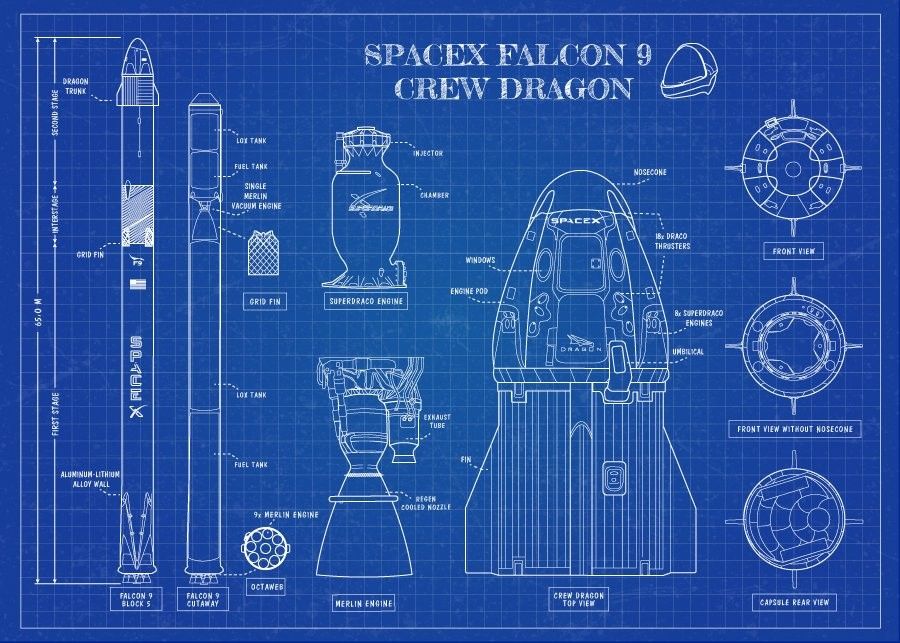 SPACEX FALCON 9
CREW DRAGON
DRAGON
TRUNK
SECOND STAGE
INTERSTAGE
GRID FIN
65.0 M
FIRST STAGE
SPACEX
ALUMINUM-LITHIUM
ALLOY WALL
FALCON 9
BLOCK 5
LOX TANK
FUEL TANK
SINGLE
MERLIN
VACUUM ENGINE
GRID FIN
LOX TANK
FUEL TANK
9x MERLIN ENGINE
OCTAWEB
FALCON 9
CUTAWAY
INJECTOR
CHAMBER
SUPERDRACO
SUPERDRACO ENGINE
EXHAUST
TUBE
REGEN
COOLED NOZZLE
MERLIN ENGINE
NOSECONE
SPACEX
18x DRACO
THRUSTERS
WINDOWS
ENGINE POD
8x SUPERDRACO
ENGINES
DRAGON
UMBILICAL
FIN
CREW DRAGON
TOP VIEW
FRONT VIEW
FRONT VIEW WITHOUT NOSECONE
CAPSULE REAR VIEW